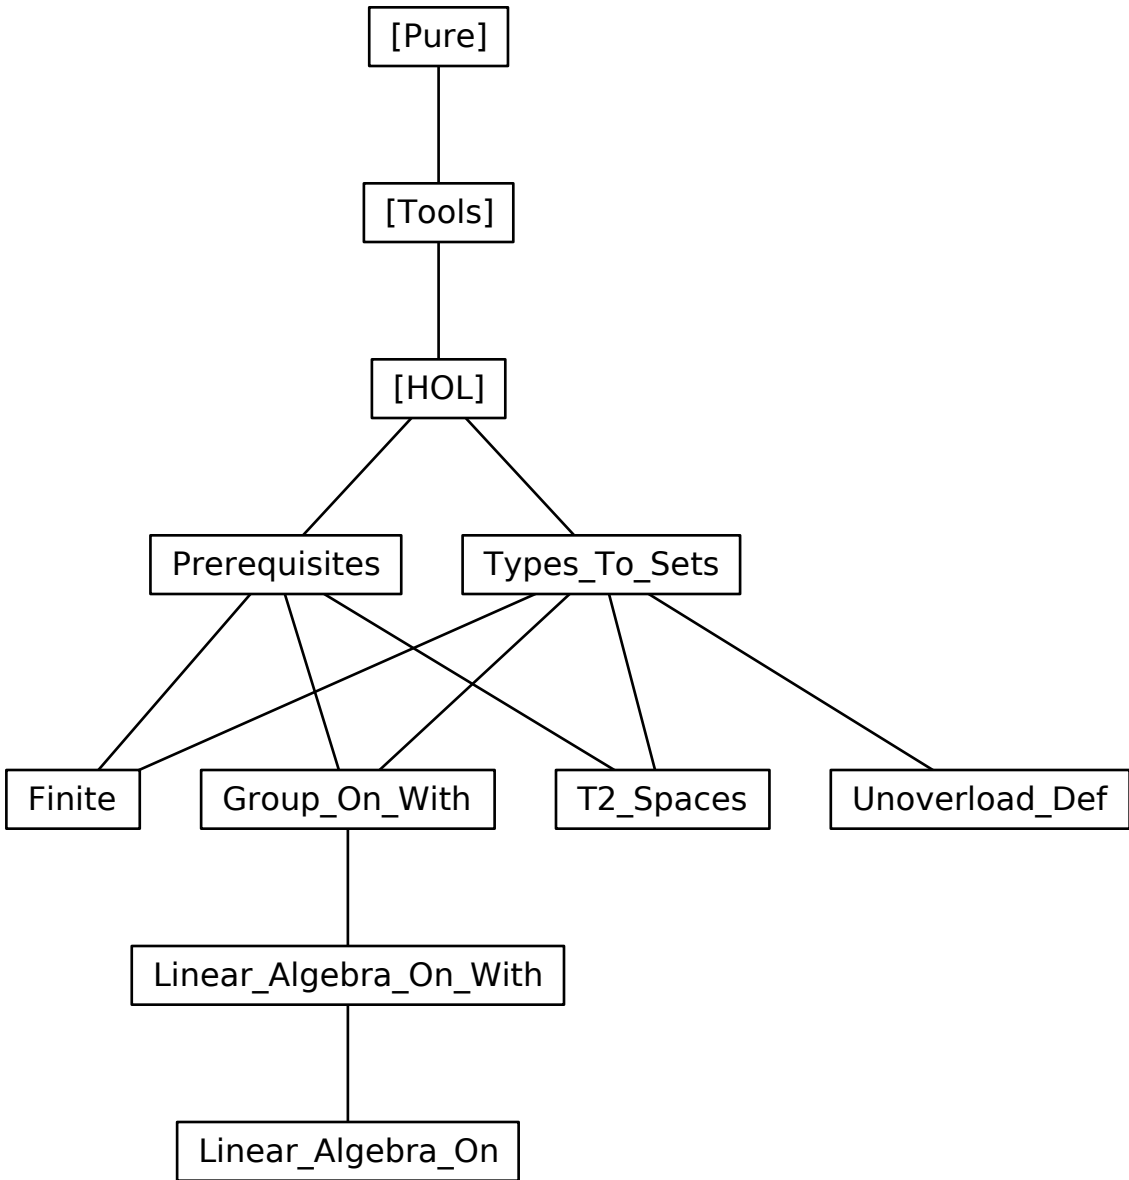 [Pure]
[Tools]
[HOL]
Prerequisites
Types_To_Sets
Finite
Group_On_With
T2_Spaces
Unoverload_Def
Linear_Algebra_On_With
Linear_Algebra_On